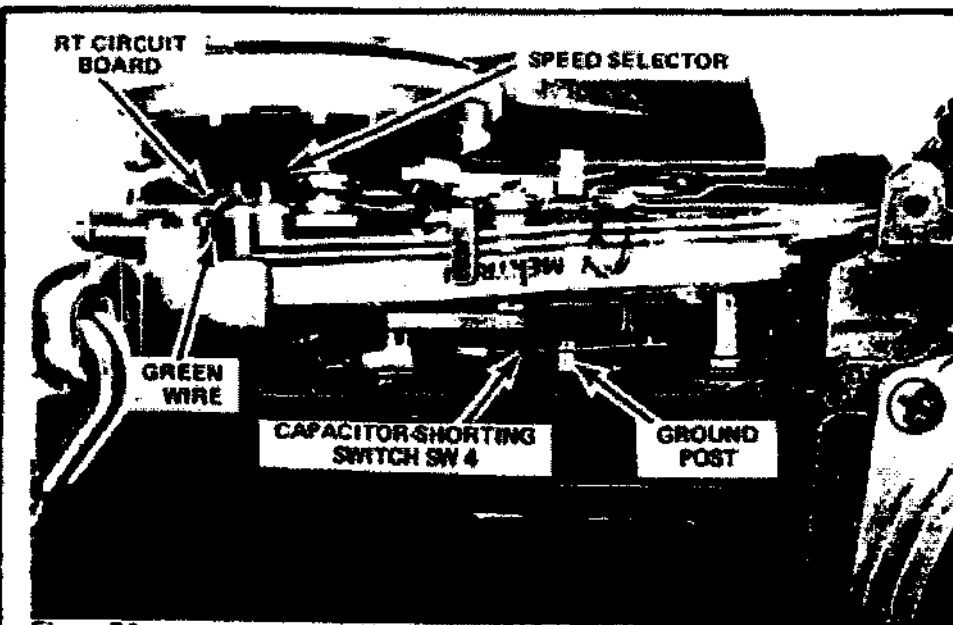 RT CIRCUIT
BOARD
SPEED SELECTOR
GREEN
WIRE
CAPACITOR-SHORTING
SWITCH SW 4
GROUND
POST